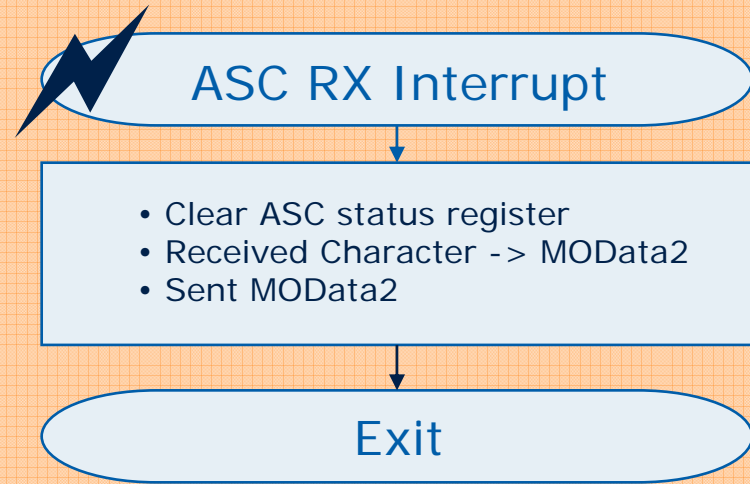 ASC RX Interrupt
• Clear ASC status register
• Received Character -> MOData2
• Sent MOData2
Exit